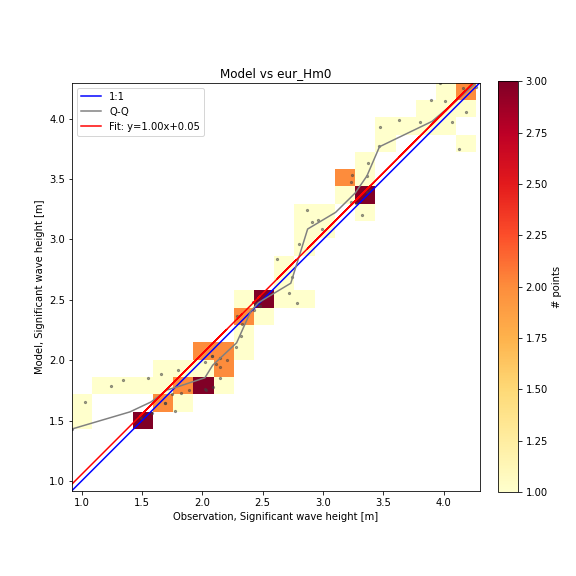 Model vs eur_Hm0
1:1
Q-Q
Fit: y=1.00x+0.05
Model, Significant wave height [m]
4.0
3.5
3.0
2.5
2.0
1.5
1.0
1.0 1.5 2.0 2.5 3.0 3.5 4.0
Observation, Significant wave height [m]
3.00
2.75
2.50
2.25
2.00
1.75
1.50
1.25
1.00
# points